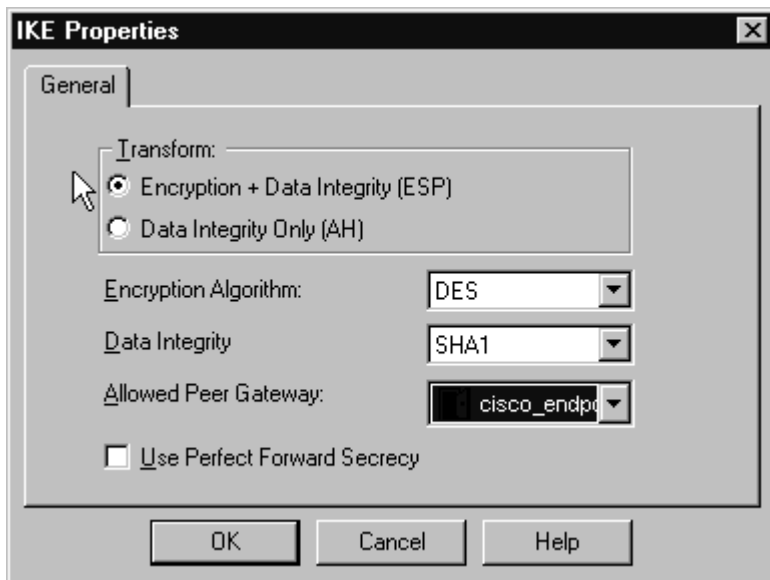 IKE Properties
General
Transform:
Encryption + Data Integrity (ESP)
Data Integrity Only (AH)
Encryption Algorithm: DES
Data Integrity SHA1
Allowed Peer Gateway: cisco_endpo
Use Perfect Forward Secrecy
OK Cancel Help